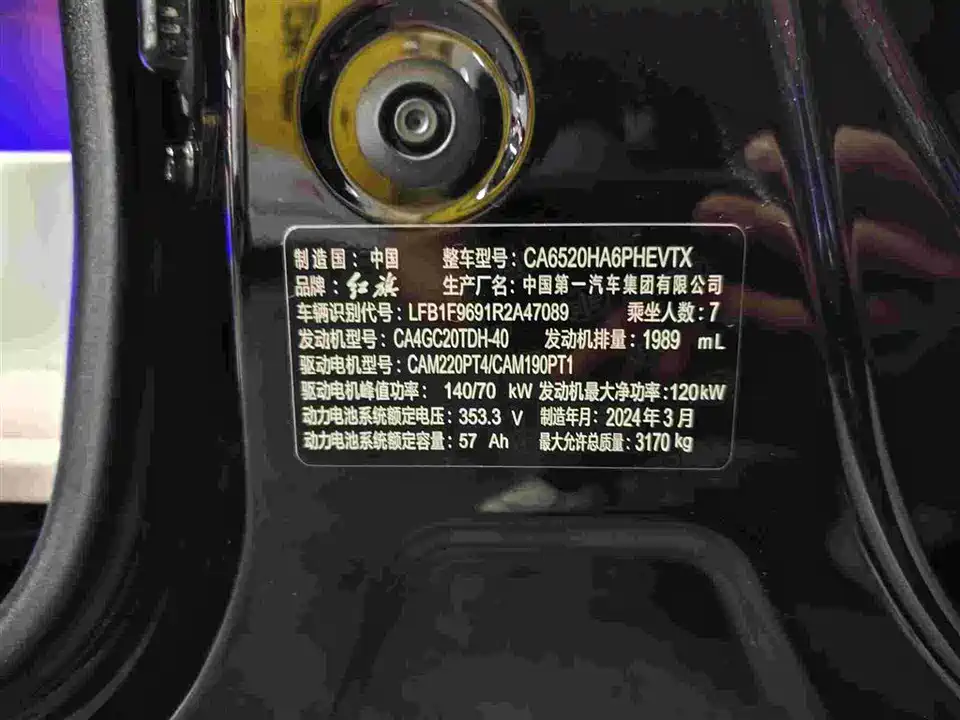 制造国：中国 整车型号：CA6520HA6PHEVTX
品牌：红旗 生产厂名：中国第一汽车集团有限公司
车辆识别代号：LFB1F9691R2A47089 乘坐人数：7
发动机型号：CA4GC20TDH-40 发动机排量：1989 mL
驱动电机型号：CAM220PT4/CAM190PT1
驱动电机峰值功率： 140/70 kW 发动机最大净功率：120kW
动力电池系统额定电压：353.3 V 制造年月：2024年3月
动力电池系统额定容量：57 Ah 最大允许总质量：3170 kg